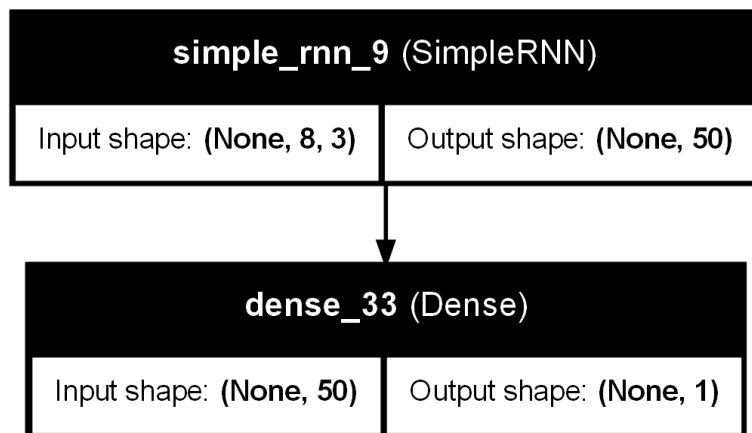 simple_rnn_9 (SimpleRNN)
Input shape: (None, 8, 3) Output shape: (None, 50)
dense_33 (Dense)
Input shape: (None, 50) Output shape: (None, 1)